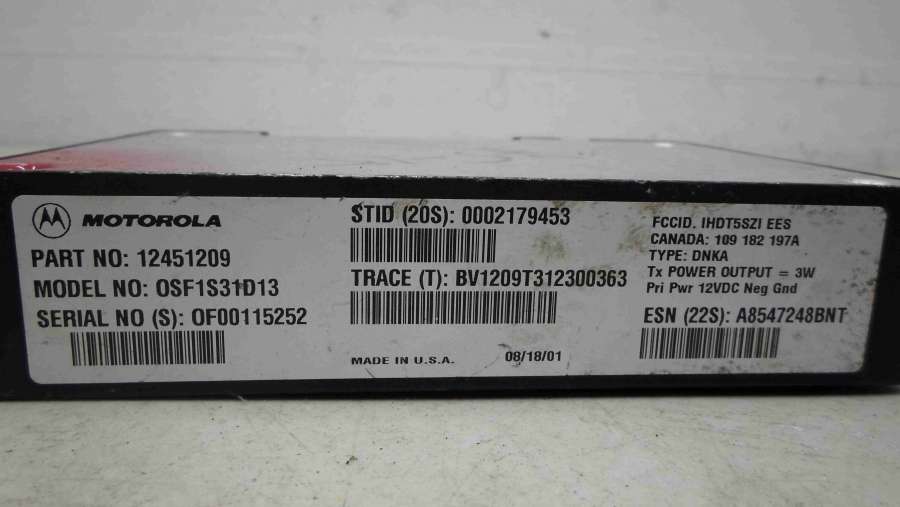 MOTOROLA
PART NO: 12451209
MODEL NO: OSF1S31D13
SERIAL NO (S): OF00115252
STID (20S): 0002179453
TRACE (T): BV1209T312300363
MADE IN U.S.A. 08/18/01
FCCID. IHDT5SZI EES
CANADA: 109 182 197A
TYPE: DNKA
Tx POWER OUTPUT = 3W
Pri Pwr 12VDC Neg Gnd
ESN (22S): A8547248BNT